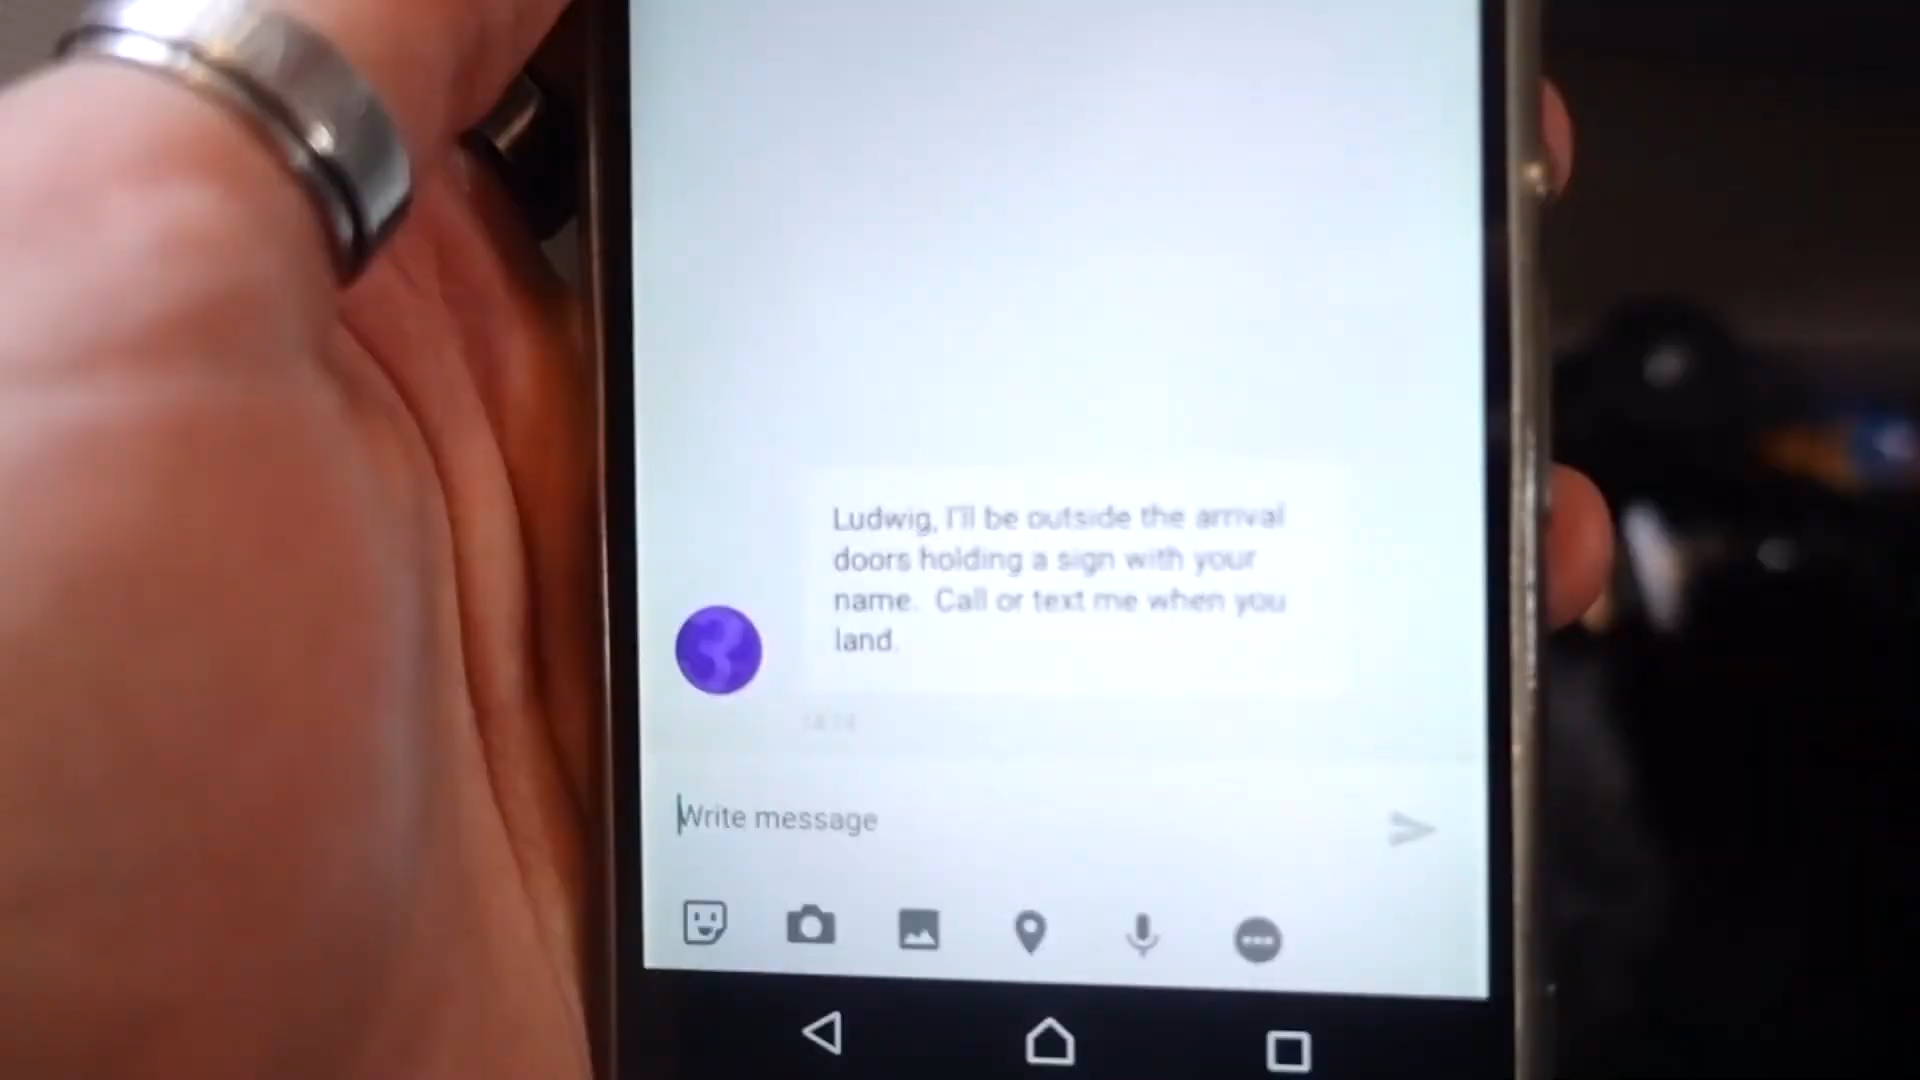 Ludwig, I'll be outside the arrival
doors holding a sign with your
name. Call or text me when you
land.
Write message